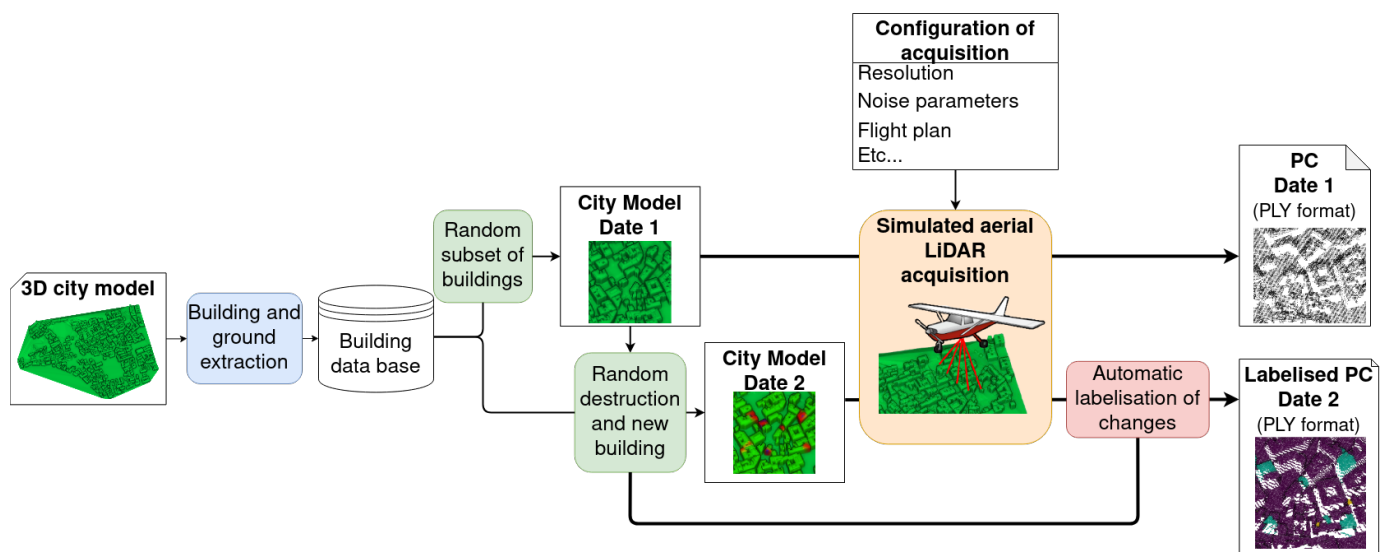 3D city model
Building and
ground
extraction
Building
data base
Random
subset of
buildings
City Model
Date 1
Random
destruction
and new
building
City Model
Date 2
Configuration of
acquisition
Resolution
Noise parameters
Flight plan
Etc...
Simulated aerial
LiDAR
acquisition
Automatic
labelisation of
changes
PC
Date 1
(PLY format)
Labelised PC
Date 2
(PLY format)